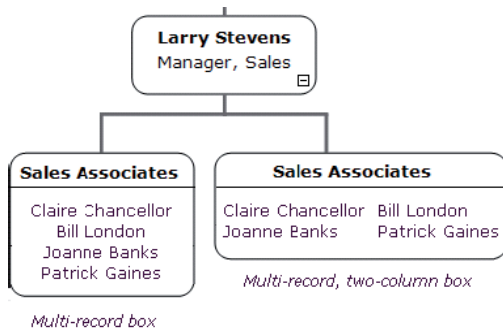 Larry Stevens
Manager, Sales
Sales Associates
Claire Chancellor
Bill London
Joanne Banks
Patrick Gaines
Multi-record box
Sales Associates
Claire Chancellor Bill London
Joanne Banks Patrick Gaines
Multi-record, two-column box